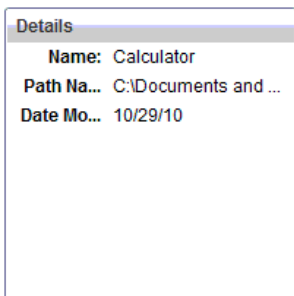 Details
Name: Calculator
Path Na... C:\Documents and ...
Date Mo... 10/29/10